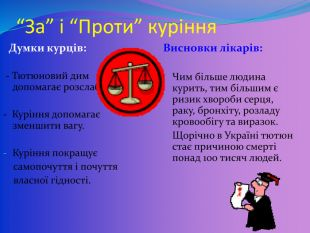 “За” і “Проти” куріння
Думки курців:
- Тютюновий дим
допомагає
- Куріння допомагає
зменшити вагу.
- Куріння покращує
самопочуття і почуття
власної гідності.
Висновки лікарів:
Чим більше людина
курить, тим більшим є
ризик хвороби серця,
раку, бронхіту, розладу
кровообігу та виразок.
Щорічно в Україні тютюн
стає причиною смерті
понад 100 тисяч людей.